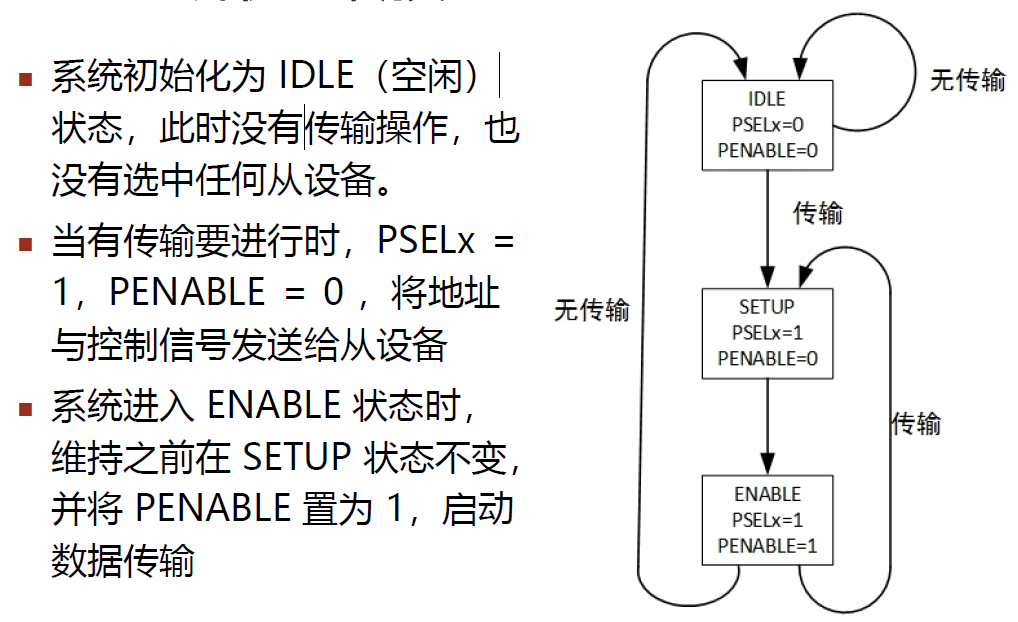 系统初始化为 IDLE（空闲）
状态，此时没有传输操作，也
没有选中任何从设备。
当有传输要进行时，PSELx =
1，PENABLE = 0 ，将地址
与控制信号发送给从设备
系统进入 ENABLE 状态时，
维持之前在 SETUP 状态不变，
并将 PENABLE 置为 1，启动
数据传输
无传输
IDLE
PSELx=0
PENABLE=0
传输
无传输
SETUP
PSELx=1
PENABLE=0
传输
ENABLE
PSELx=1
PENABLE=1